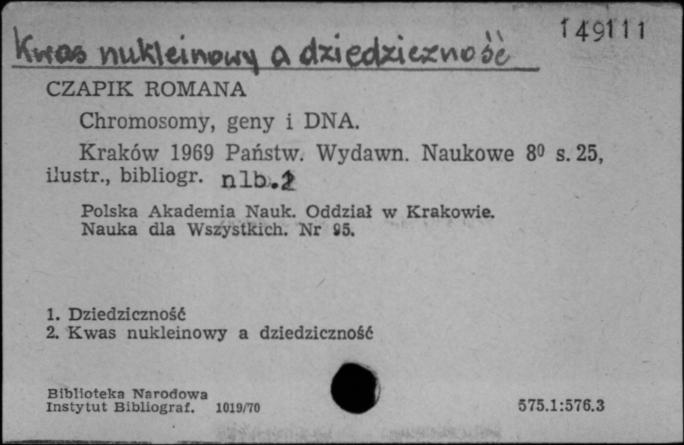 149111
Kwas nukleinowy a dziedziczność
CZAPIK ROMANA
Chromosomy, geny i DNA.
Kraków 1969 Państw. Wydawn. Naukowe 8⁰ s. 25,
ilustr., bibliogr. nlb.2
Polska Akademia Nauk. Oddział w Krakowie.
Nauka dla Wszystkich. Nr 95.
1. Dziedziczność
2. Kwas nukleinowy a dziedziczność
Biblioteka Narodowa
Instytut Bibliograf. 1019/70 575.1:576.3